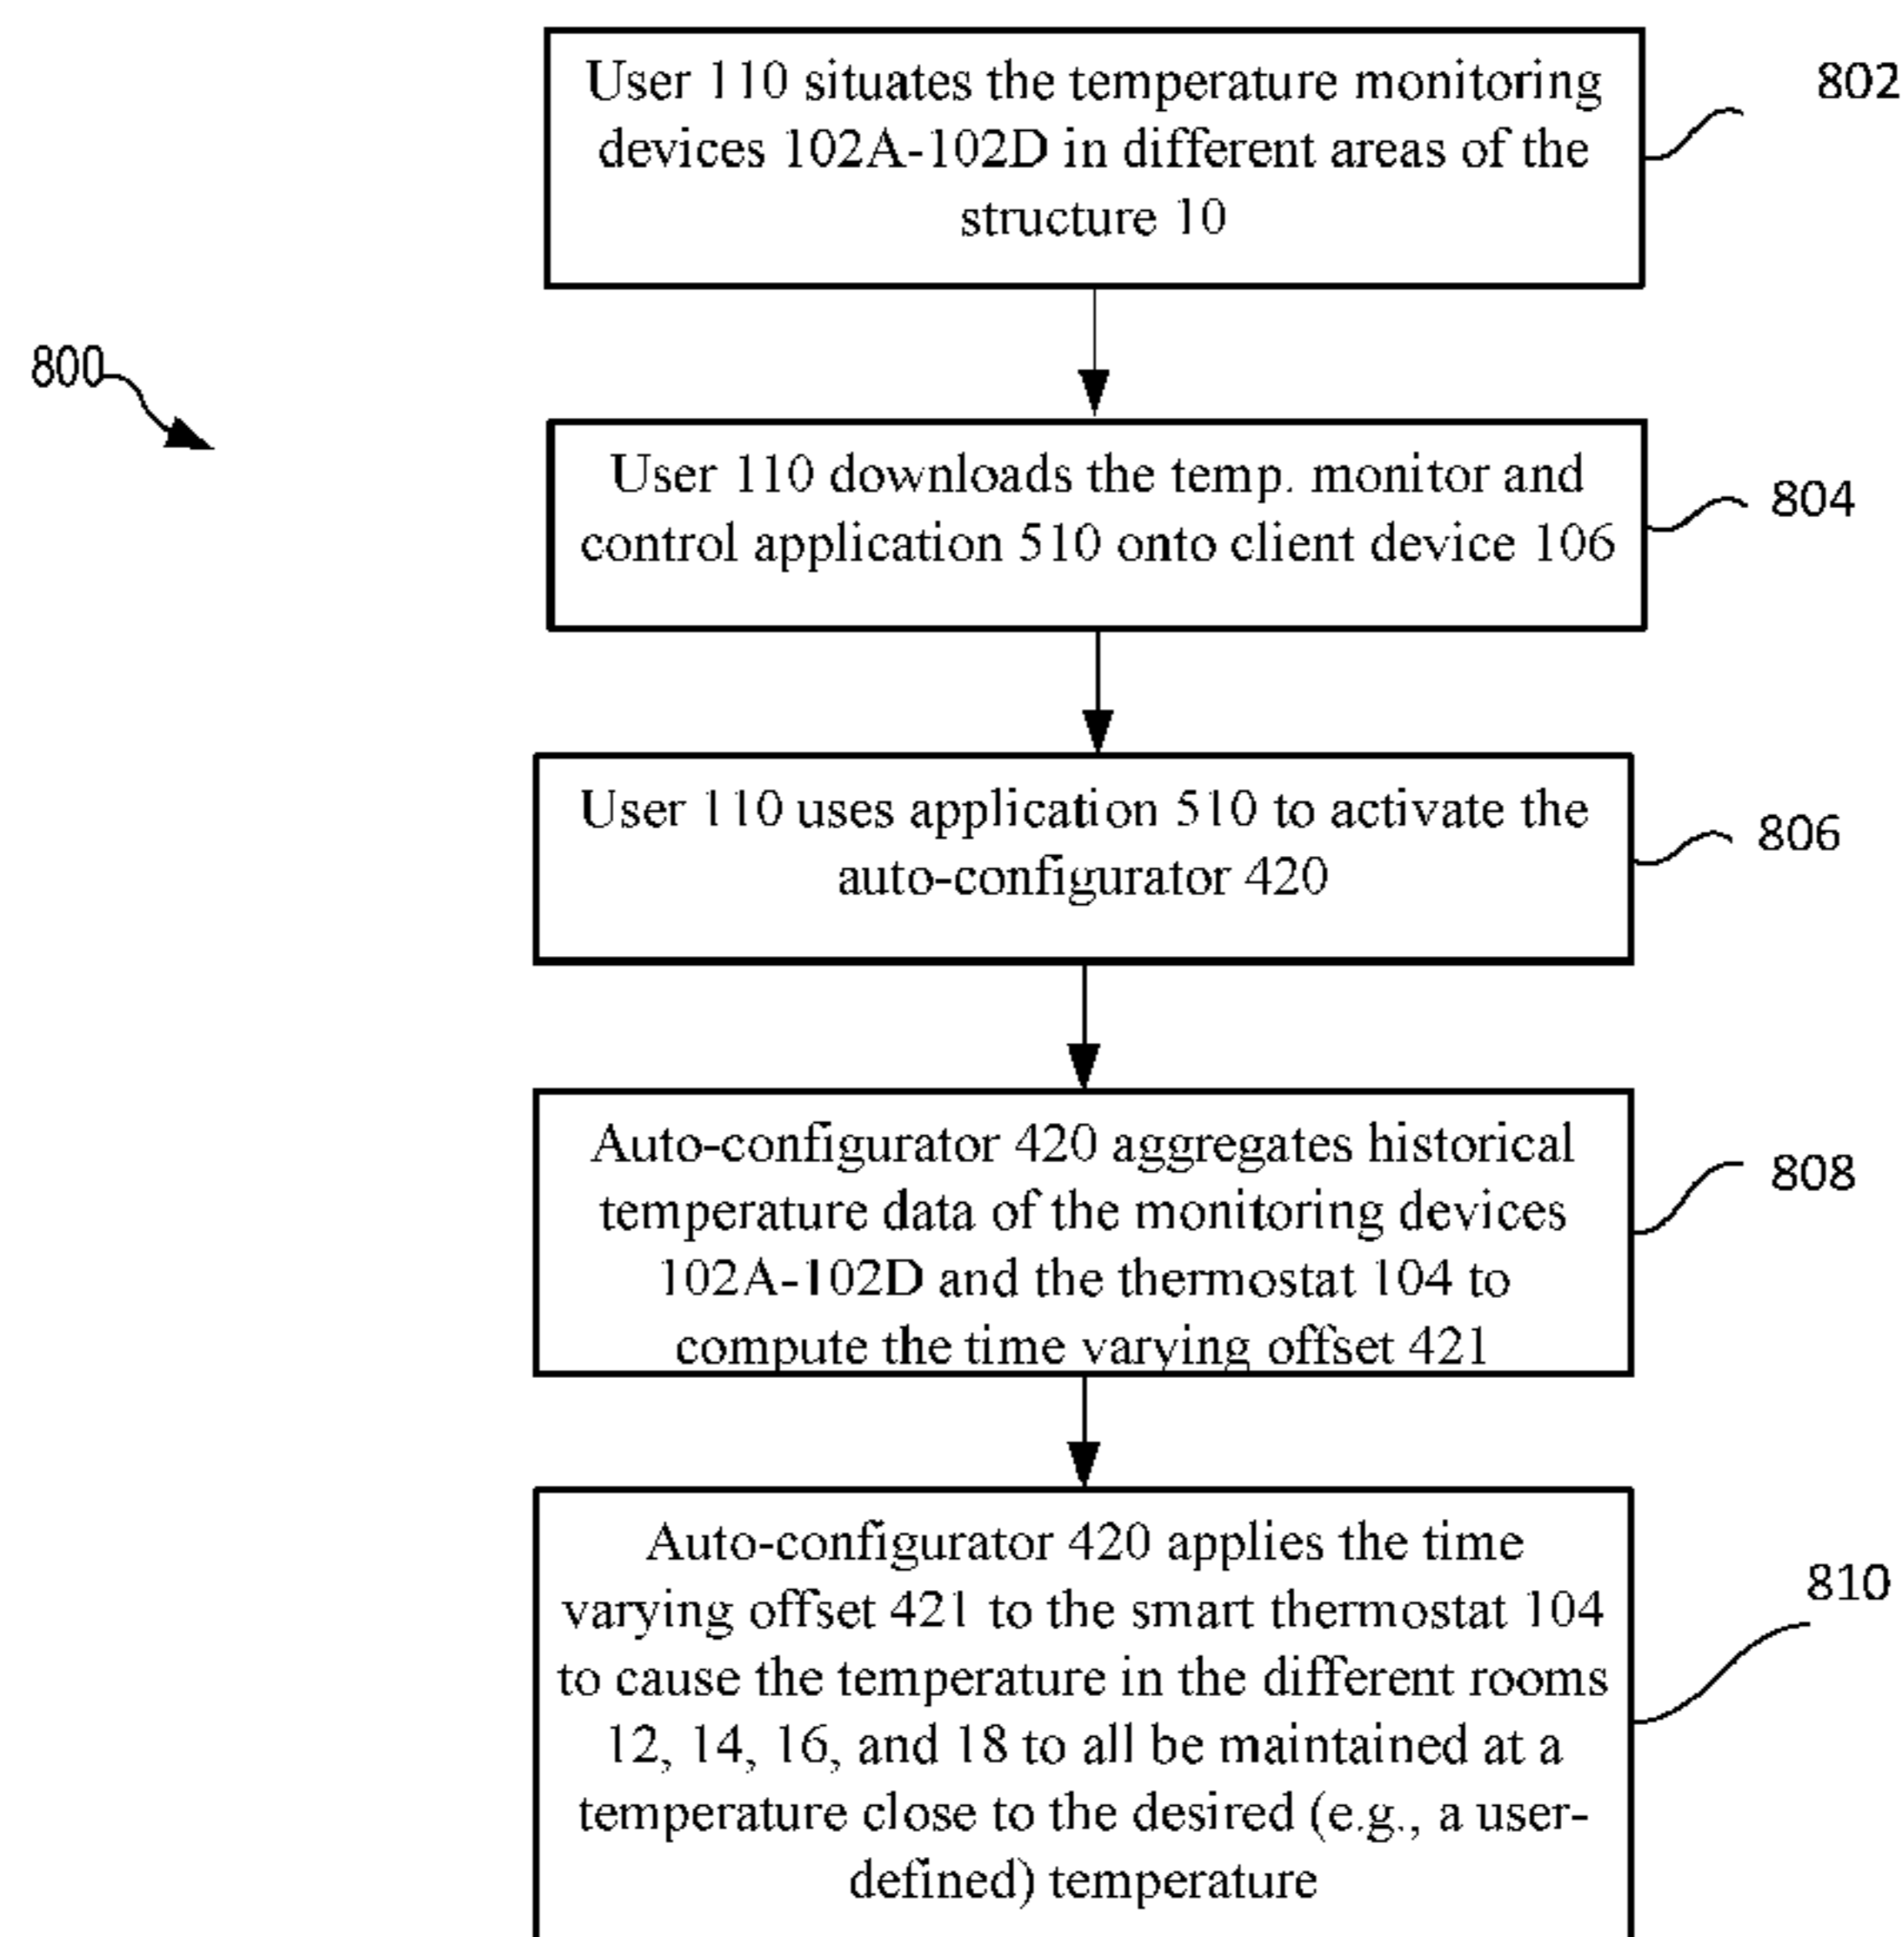 User 110 situates the temperature monitoring
devices 102A-102D in different areas of the
structure 10
802
800
User 110 downloads the temp. monitor and
control application 510 onto client device 106
804
User 110 uses application 510 to activate the
auto-configurator 420
806
Auto-configurator 420 aggregates historical
temperature data of the monitoring devices
102A-102D and the thermostat 104 to
compute the time varying offset 421
808
Auto-configurator 420 applies the time
varying offset 421 to the smart thermostat 104
to cause the temperature in the different rooms
12, 14, 16, and 18 to all be maintained at a
temperature close to the desired (e.g., a user-
defined) temperature
810